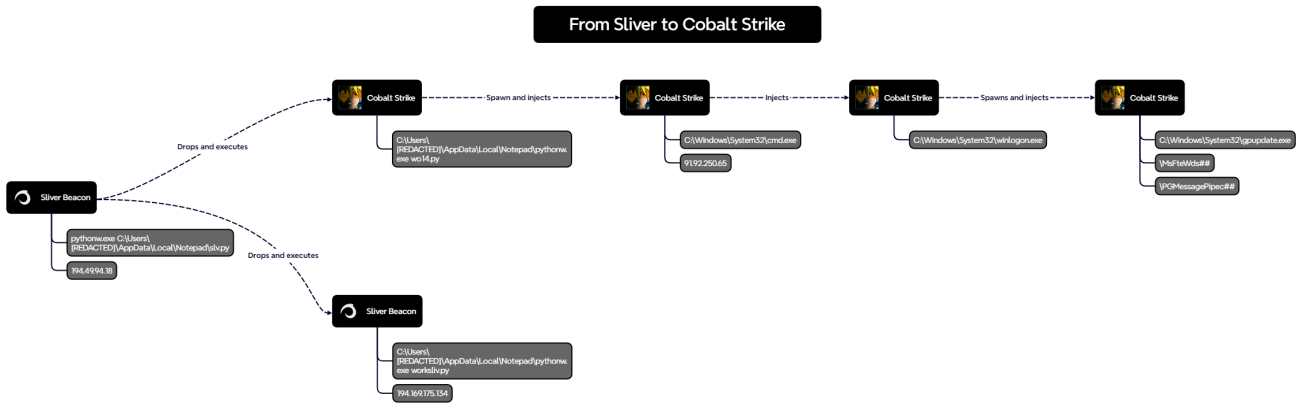 From Sliver to Cobalt Strike
Cobalt Strike
Spawn and injects
Cobalt Strike
Injects
Cobalt Strike
Spawns and injects
Cobalt Strike
C:\Users\
[REDACTED]\AppData\Local\Notepad\pythonw.
exe wo14.py
C:\Windows\System32\cmd.exe
91.92.250.65
C:\Windows\System32\winlogon.exe
C:\Windows\System32\gpupdate.exe
\MsFteWds##
\PGMessagePipec##
Drops and executes
Sliver Beacon
pythonw.exe C:\Users\
[REDACTED]\AppData\Local\Notepad\slv.py
194.49.94.18
Drops and executes
Sliver Beacon
C:\Users\
[REDACTED]\AppData\Local\Notepad\pythonw.
exe worksliv.py
194.169.175.134